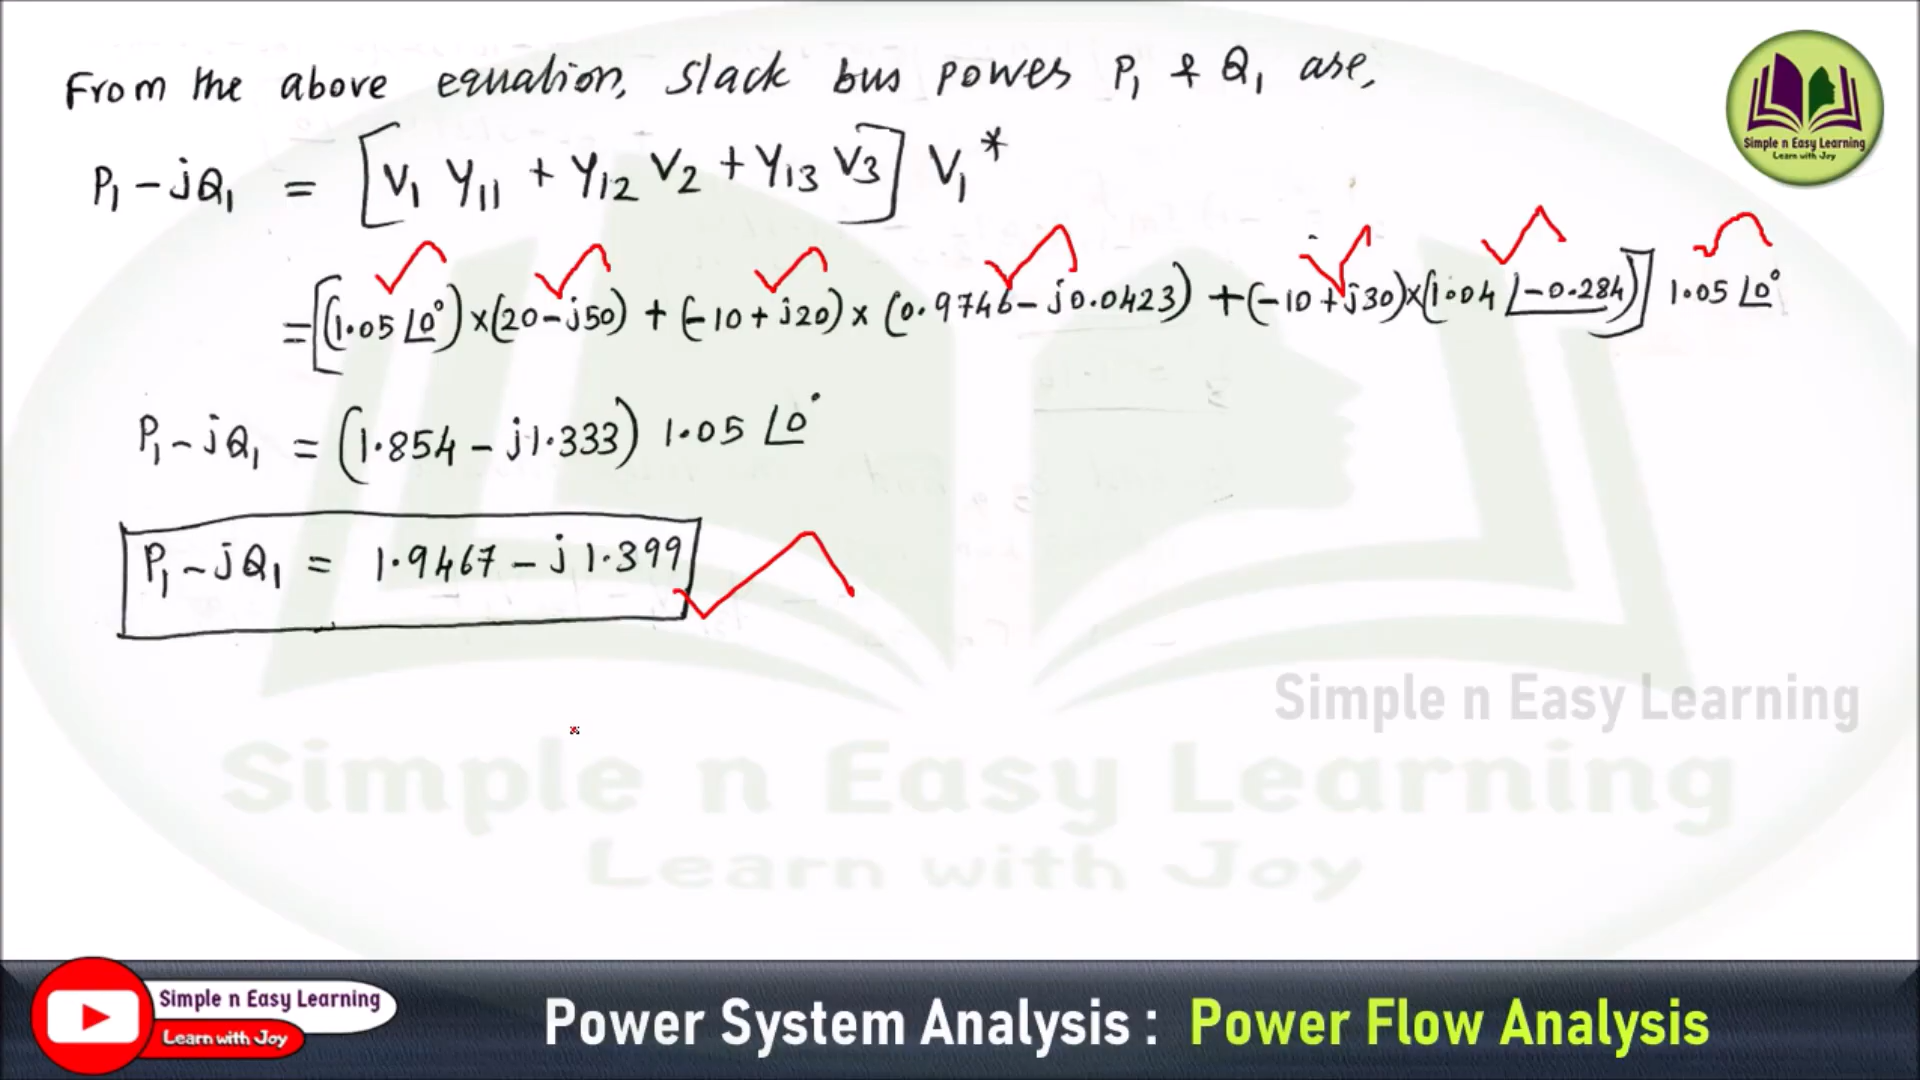 From the above equation, slack bus power P₁ & Q₁ are,
Simple n Easy Learning
Learn with Joy
P₁ - jQ₁ = [V₁ Y₁₁ + Y₁₂ V₂ + Y₁₃ V₃] V₁*
= [(1.05 ∠0°) × (20 - j50) + (-10 + j20) × (0.9746 - j0.0423) + (-10 + j30) × (1.04 ∠-0.284)] 1.05 ∠0°
P₁ - jQ₁ = (1.854 - j1.333) 1.05 ∠0°
P₁ - jQ₁ = 1.9467 - j 1.399
Simple n Easy Learning
Simple n Easy Learning
Learn with Joy
Simple n Easy Learning
Learn with Joy
Power System Analysis : Power Flow Analysis